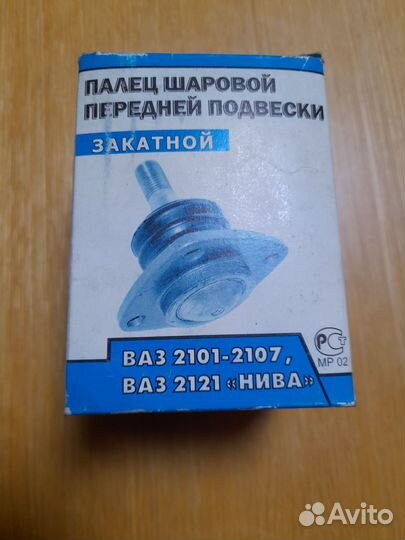 ПАЛЕЦ ШАРОВОЙ
ПЕРЕДНЕЙ ПОДВЕСКИ
ЗАКАТНОЙ
ВАЗ 2101-2107,
ВАЗ 2121 «НИВА»
РСТ
МР 02
Avito